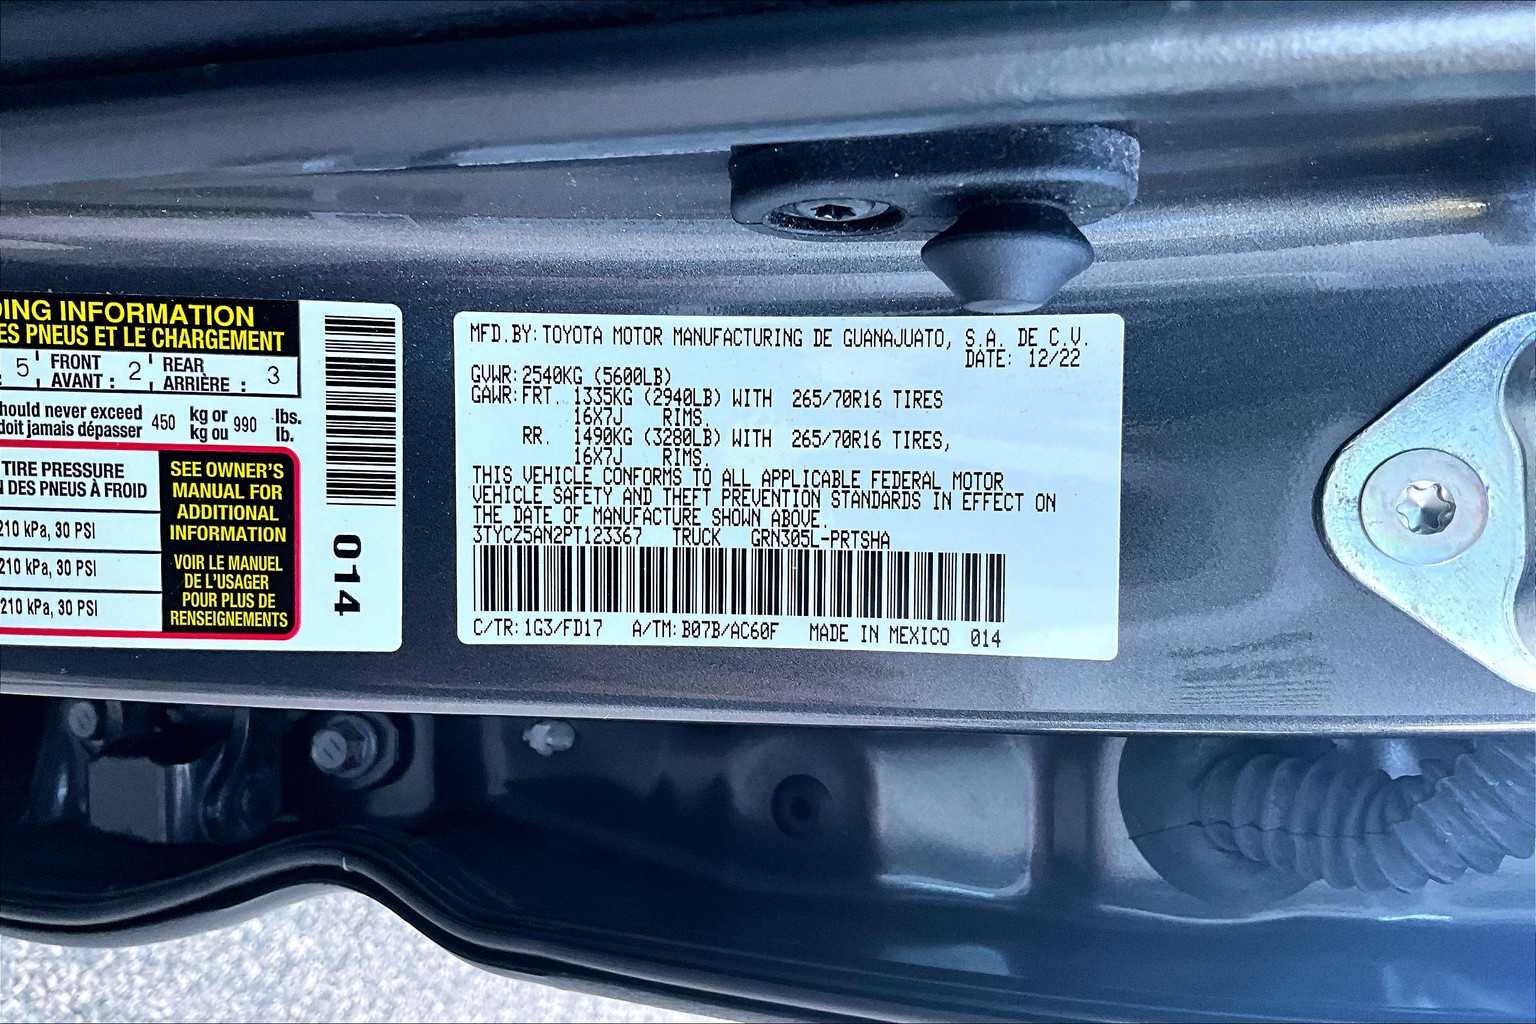 DING INFORMATION
ES PNEUS ET LE CHARGEMENT
: 5 FRONT AVANT : 2 REAR ARRIÈRE : 3
hould never exceed 450 kg or 990 lbs.
doit jamais dépasser kg ou lb.
TIRE PRESSURE
N DES PNEUS À FROID
210 kPa, 30 PSI
210 kPa, 30 PSI
210 kPa, 30 PSI
SEE OWNER'S
MANUAL FOR
ADDITIONAL
INFORMATION
VOIR LE MANUEL
DE L'USAGER
POUR PLUS DE
RENSEIGNEMENTS
014
MFD.BY: TOYOTA MOTOR MANUFACTURING DE GUANAJUATO, S.A. DE C.V.
DATE: 12/22
GVWR: 2540KG (5600LB)
GAWR: FRT. 1335KG (2940LB) WITH 265/70R16 TIRES
16X7J RIMS.
RR. 1490KG (3280LB) WITH 265/70R16 TIRES,
16X7J RIMS.
THIS VEHICLE CONFORMS TO ALL APPLICABLE FEDERAL MOTOR
VEHICLE SAFETY AND THEFT PREVENTION STANDARDS IN EFFECT ON
THE DATE OF MANUFACTURE SHOWN ABOVE.
3TYCZ5AN2PT123367 TRUCK GRN305L-PRTSHA
C/TR: 1G3/FD17 A/TM: B07B/AC60F MADE IN MEXICO 014